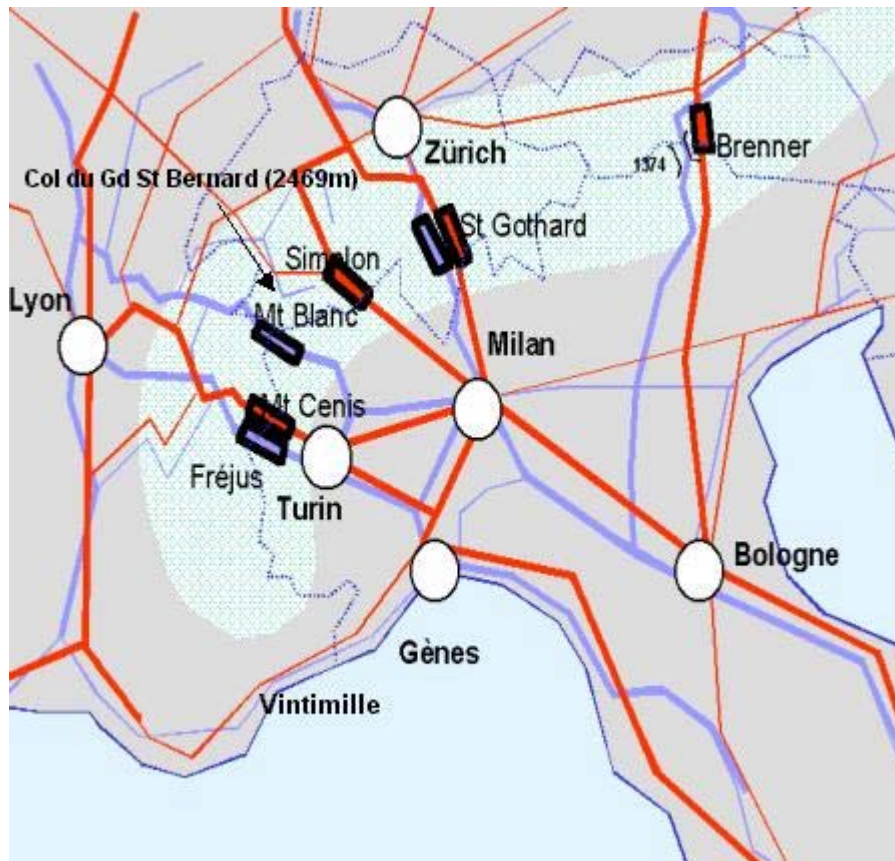 Zürich
Brenner
1374
Col du Gd St Bernard (2469m)
St Gothard
Simplon
Lyon
Mt Blanc
Milan
Mt Cenis
Fréjus
Turin
Bologne
Gènes
Vintimille